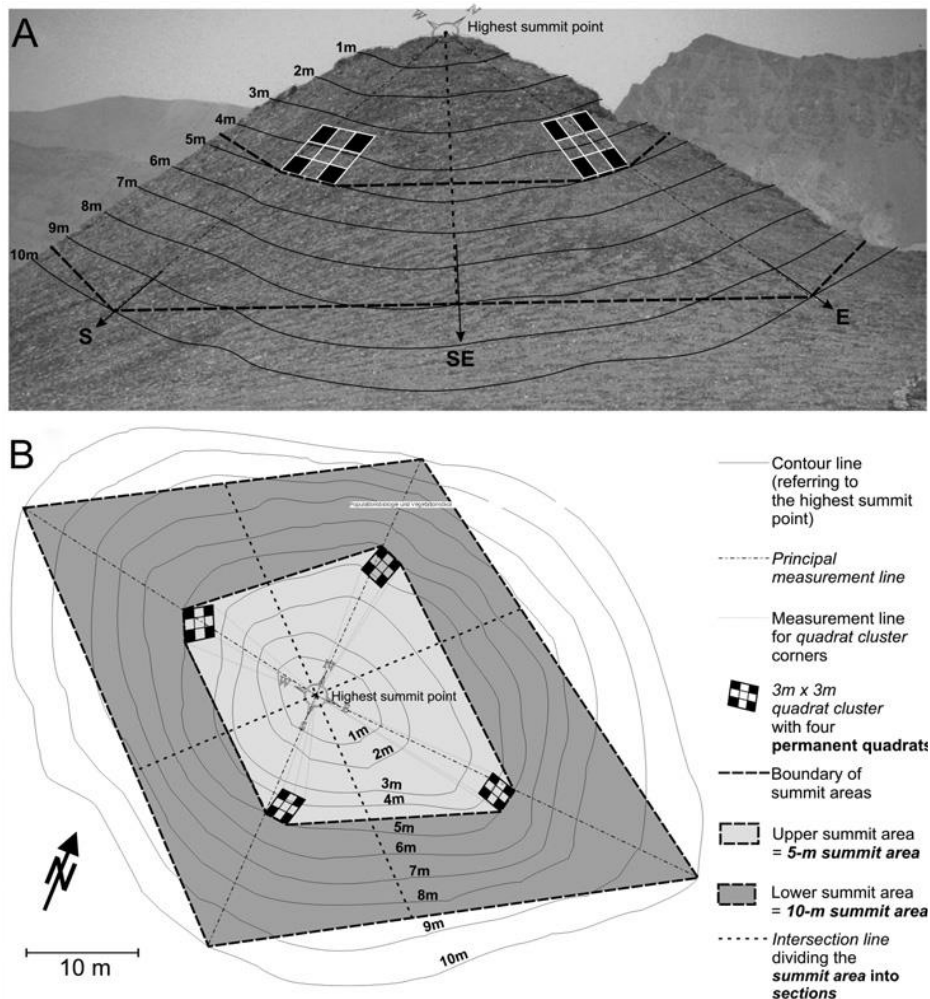 A
W
N
Highest summit point
1m
2m
3m
4m
5m
6m
7m
8m
9m
10m
S
SE
E
B
W
N
Highest summit point
1m
2m
3m
4m
5m
6m
7m
8m
9m
10m
N
10 m
Contour line
(referring to
the highest summit
point)
Principal
measurement line
Measurement line
for quadrat cluster
corners
3m x 3m
quadrat cluster
with four
permanent quadrats
Boundary of
summit areas
Upper summit area
= 5-m summit area
Lower summit area
= 10-m summit area
Intersection line
dividing the
summit area into
sections